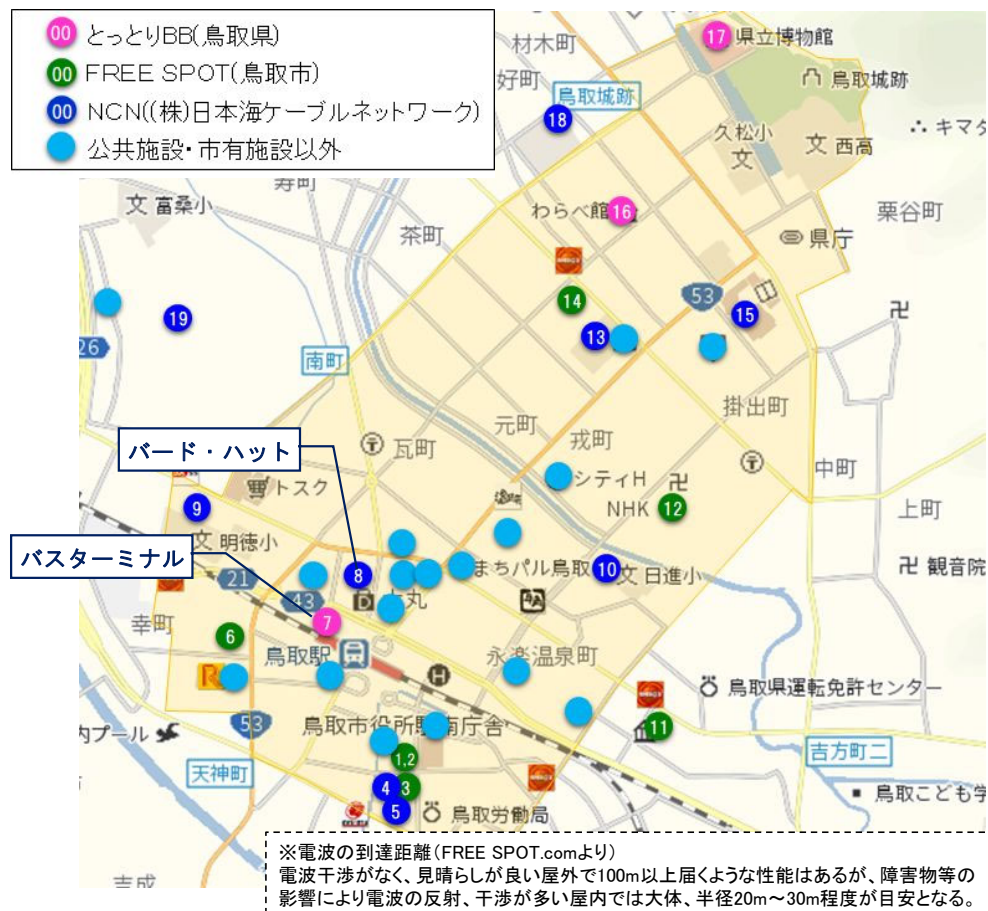 00 とっとりBB(鳥取県)
00 FREE SPOT(鳥取市)
00 NCN((株)日本海ケーブルネットワーク)
公共施設・市有施設以外
材木町
17 県立博物館
好町
鳥取城跡
鳥取城跡
18
久松小
文
文 西高
キマタ
寿町
文 富桑小
わらべ館 16
栗谷町
茶町
県庁
14
53
15
19
13
26
南町
掛出町
元町
戎町
バード・ハット
瓦町
中町
シティH
トスク
NHK 12
上町
9
文 明徳小
バスターミナル
8
まちパル鳥取 10 文 日進小
卍 観音院
21
43
D
丸
幸町
7
6
鳥取駅
永楽温泉町
H
R
鳥取県運転免許センター
53
鳥取市役所駅南庁舎
11
内プール
吉方町二
1,2
天神町
4 3
鳥取こども学
5
鳥取労働局
※電波の到達距離(FREE SPOT.comより)
電波干渉がなく、見晴らしが良い屋外で100m以上届くような性能はあるが、障害物等の
影響により電波の反射、干渉が多い屋内では大体、半径20m～30m程度が目安となる。
吉成